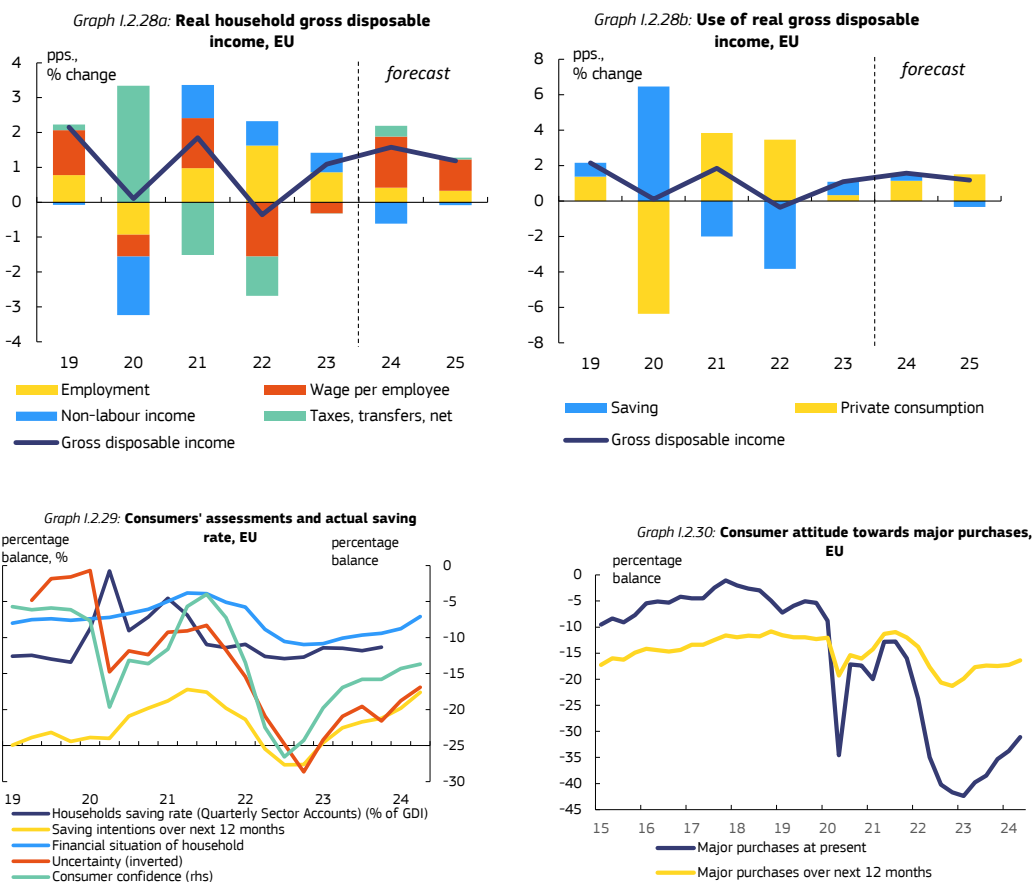 Graph I.2.28a: Real household gross disposable
income, EU
pps.,
% change
forecast
4
3
2
1
0
-1
-2
-3
-4
19 20 21 22 23 24 25
Employment
Wage per employee
Non-labour income
Taxes, transfers, net
Gross disposable income
Graph I.2.28b: Use of real gross disposable
income, EU
pps.,
% change
forecast
8
6
4
2
0
-2
-4
-6
-8
19 20 21 22 23 24 25
Saving
Private consumption
Gross disposable income
Graph I.2.29: Consumers' assessments and actual saving
rate, EU
percentage
balance, %
percentage
balance
0
-5
-10
-15
-20
-25
-30
19 20 21 22 23 24
Households saving rate (Quarterly Sector Accounts) (% of GDI)
Saving intentions over next 12 months
Financial situation of household
Uncertainty (inverted)
Consumer confidence (rhs)
Graph I.2.30: Consumer attitude towards major purchases,
EU
percentage
balance
0
-5
-10
-15
-20
-25
-30
-35
-40
-45
15 16 17 18 19 20 21 22 23 24
Major purchases at present
Major purchases over next 12 months